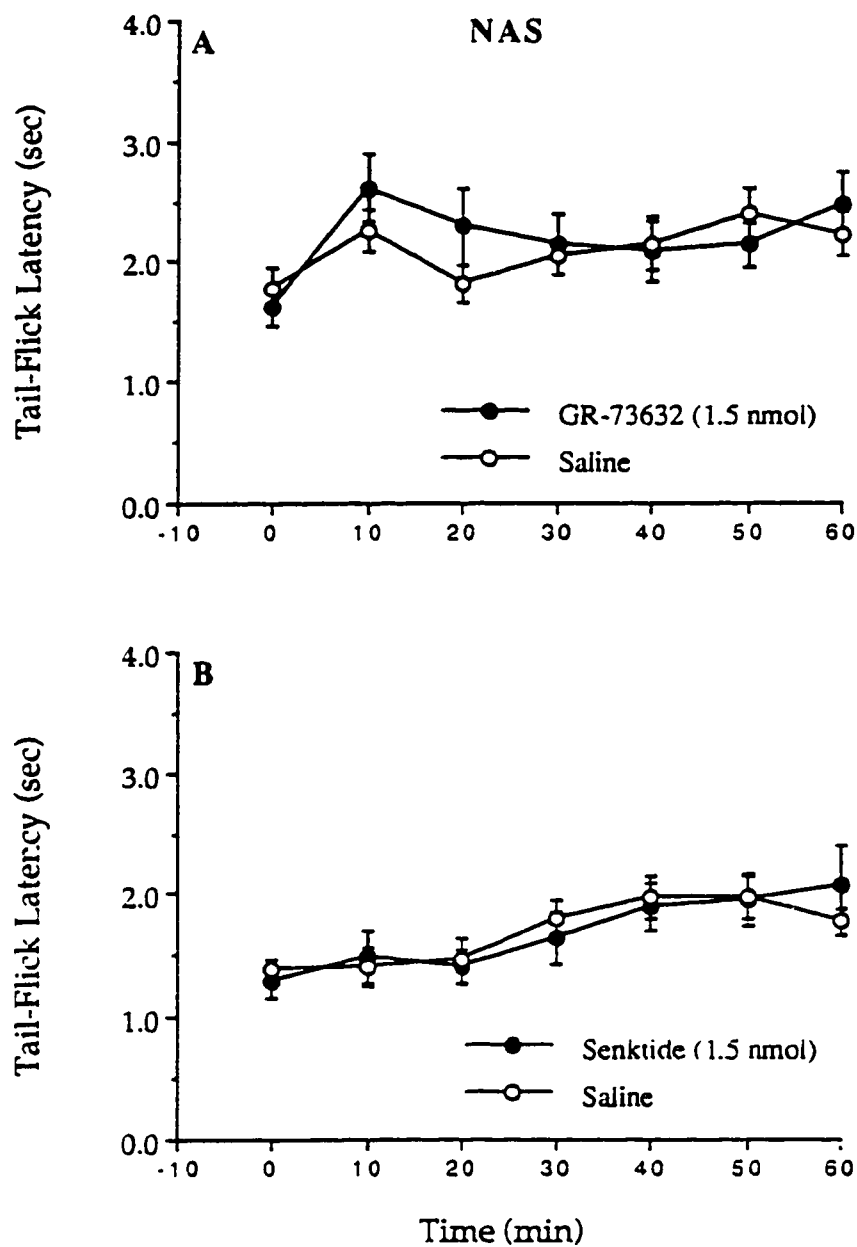 NAS
A
4.0
3.0
2.0
1.0
0.0
Tail-Flick Latency (sec)
GR-73632 (1.5 nmol)
Saline
-10 0 10 20 30 40 50 60
B
4.0
3.0
2.0
1.0
0.0
Tail-Flick Latency (sec)
Senktide (1.5 nmol)
Saline
-10 0 10 20 30 40 50 60
Time (min)